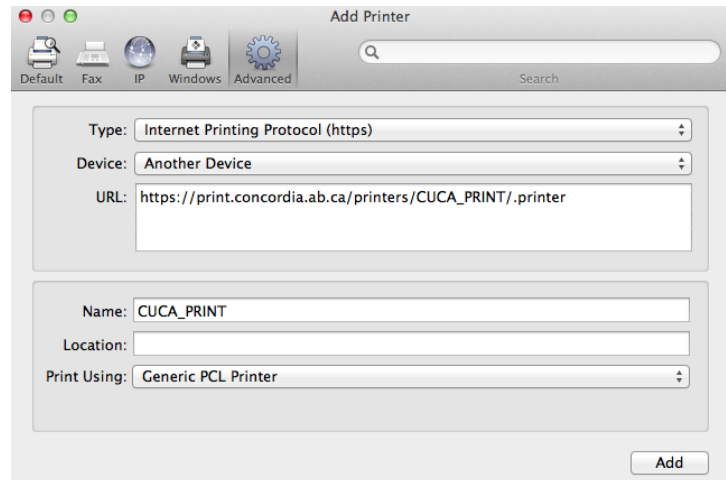 Add Printer
Default Fax IP Windows Advanced Search
Type: Internet Printing Protocol (https)
Device: Another Device
URL: https://print.concordia.ab.ca/printers/CUCA_PRINT/.printer
Name: CUCA_PRINT
Location:
Print Using: Generic PCL Printer
Add